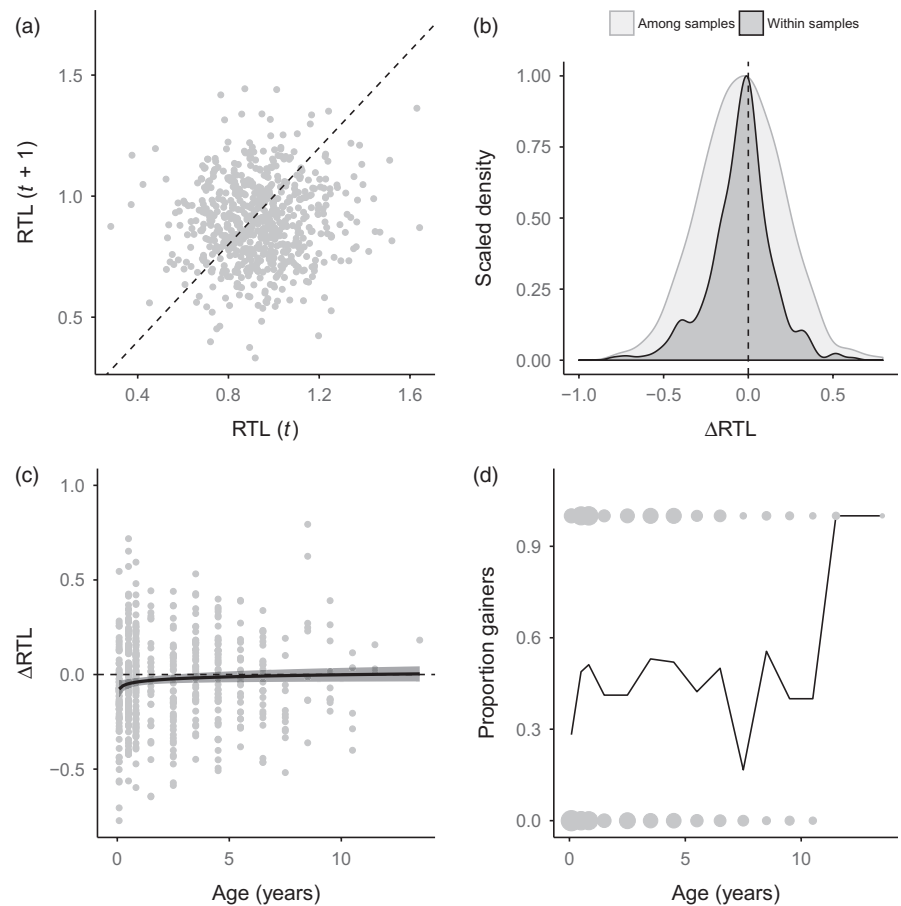 (a)
RTL (t + 1)
1.5
1.0
0.5
0.4 0.8 1.2 1.6
RTL (t)
(b)
Among samples Within samples
Scaled density
1.00
0.75
0.50
0.25
0.00
−1.0 −0.5 0.0 0.5
ΔRTL
(c)
ΔRTL
1.0
0.5
0.0
−0.5
0 5 10
Age (years)
(d)
Proportion gainers
0.9
0.6
0.3
0.0
0 5 10
Age (years)